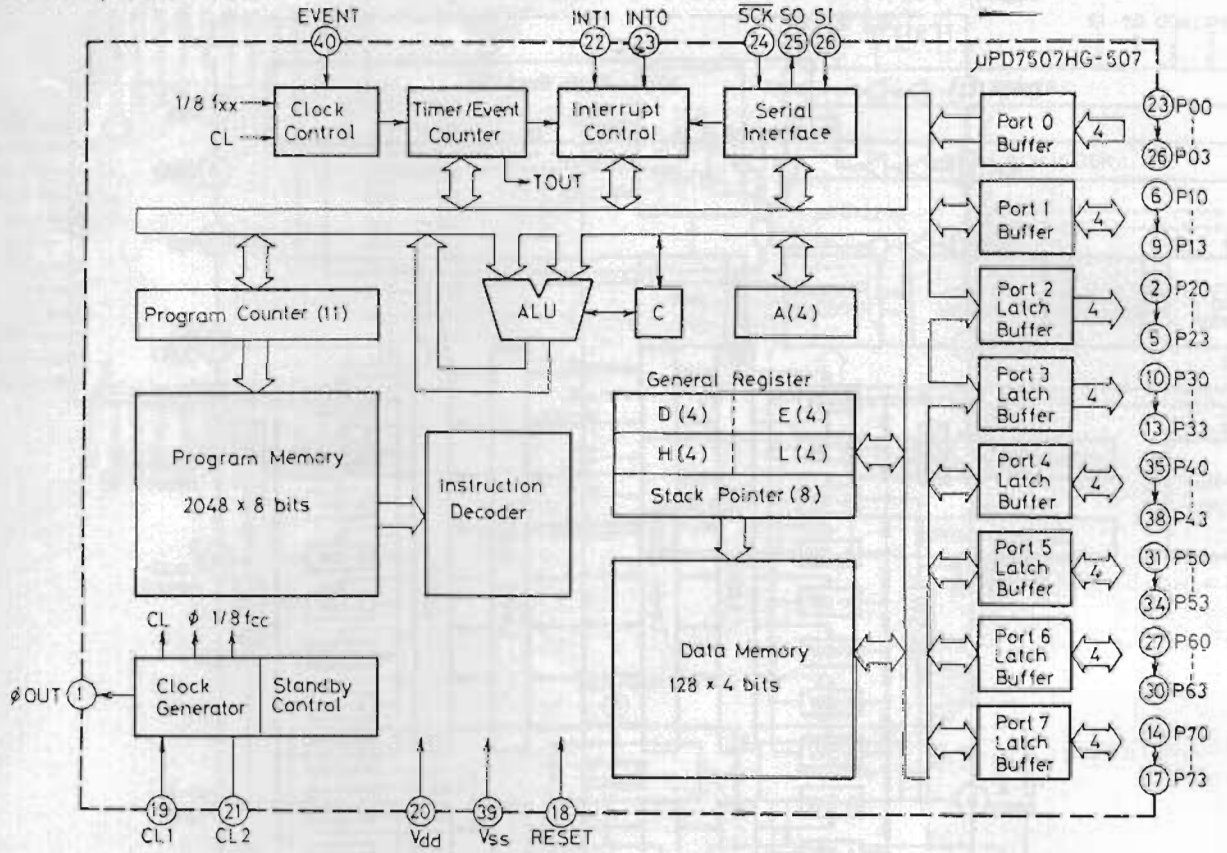 EVENT
INT1 INT0
SCK SO SI
40
22
23
24
25
26
μPD7507HG-507
1/8 fxx
CL
Clock
Control
Timer/Event
Counter
Interrupt
Control
Serial
Interface
TOUT
Port 0
Buffer
4
23 P00
26 P03
Port 1
Buffer
4
6 P10
9 P13
Program Counter (11)
ALU
C
A(4)
Port 2
Latch
Buffer
4
2 P20
5 P23
General Register
D (4)
E (4)
H(4)
L (4)
Stack Pointer (8)
Port 3
Latch
Buffer
4
10 P30
13 P33
Program Memory
2048 x 8 bits
Instruction
Decoder
Port 4
Latch
Buffer
4
35 P40
38 P43
Port 5
Latch
Buffer
4
31 P50
34 P53
CL φ 1/8 fcc
Data Memory
128 x 4 bits
Port 6
Latch
Buffer
4
27 P60
30 P63
φ OUT 1
Clock
Generator
Standby
Control
Port 7
Latch
Buffer
4
14 P70
17 P73
19
CL1
21
CL2
20
Vdd
39
Vss
18
RESET